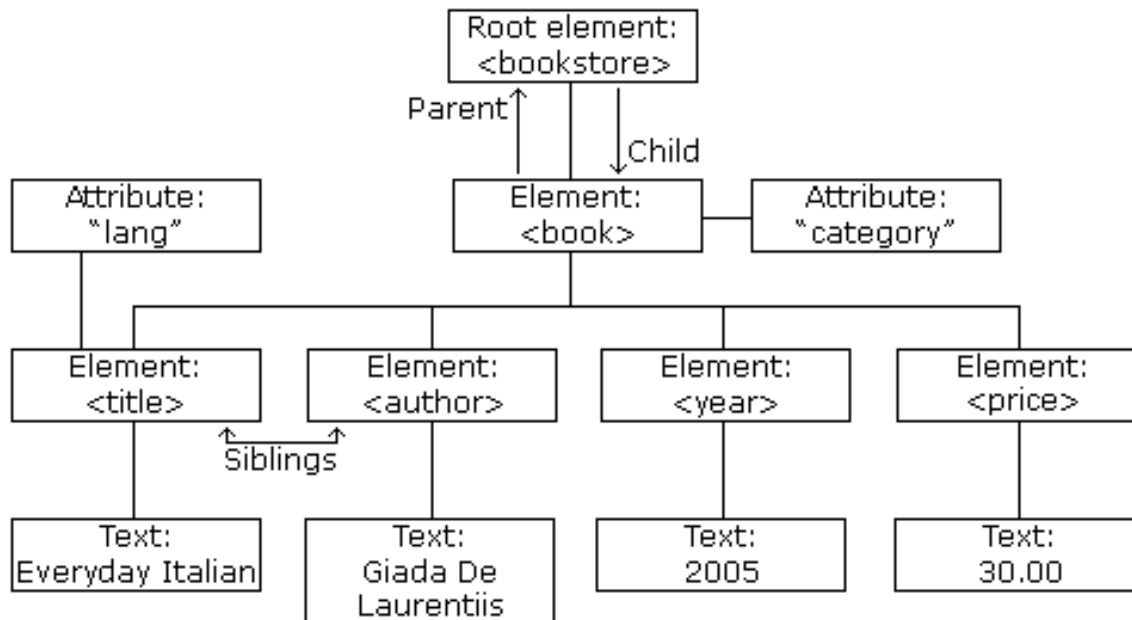 Root element:
<bookstore>
Parent
Child
Attribute:
“lang”
Element:
<book>
Attribute:
“category”
Element:
<title>
Element:
<author>
Element:
<year>
Element:
<price>
Siblings
Text:
Everyday Italian
Text:
Giada De
Laurentiis
Text:
2005
Text:
30.00